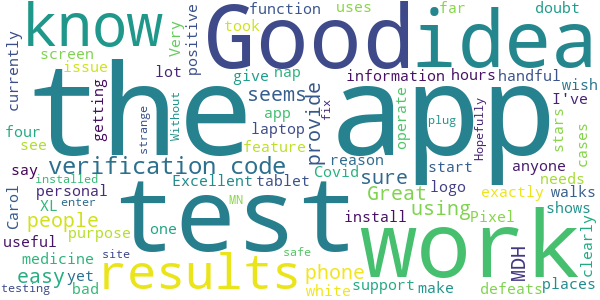 know Good idea
the app
test work
results
function uses far doubt
currently screen took positive
issue Very give nap information hours handful wish
getting lot provide fix operate I've
four see strange Without seems app laptop plug Hopefully stars cases
say verification code feature reason start anyone
installed Excellent tablet Covid sure logo needs exactly walks
Carol XL personal enter MN Great install using Pixel shows
useful people one
purpose support make MDH defeats places clearly
easy yet medicine site safe phone
testing bad white